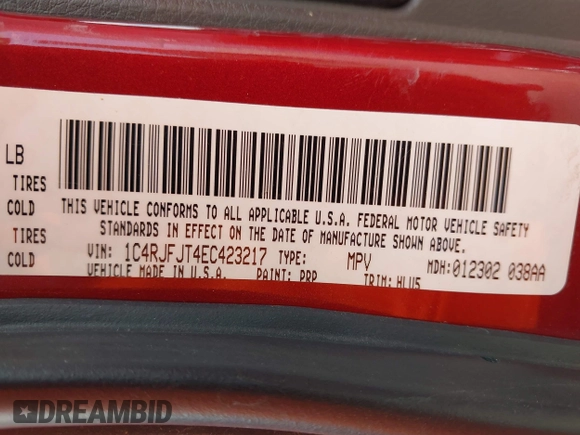 LB
TIRES
COLD
TIRES
COLD
THIS VEHICLE CONFORMS TO ALL APPLICABLE U.S.A. FEDERAL MOTOR VEHICLE SAFETY
STANDARDS IN EFFECT ON THE DATE OF MANUFACTURE SHOWN ABOVE.
VIN: 1C4RJFJT4EC423217 TYPE: MPV MDH:012302 038AA
VEHICLE MADE IN U.S.A. PAINT: PRP TRIM: HLU5
DREAMBID